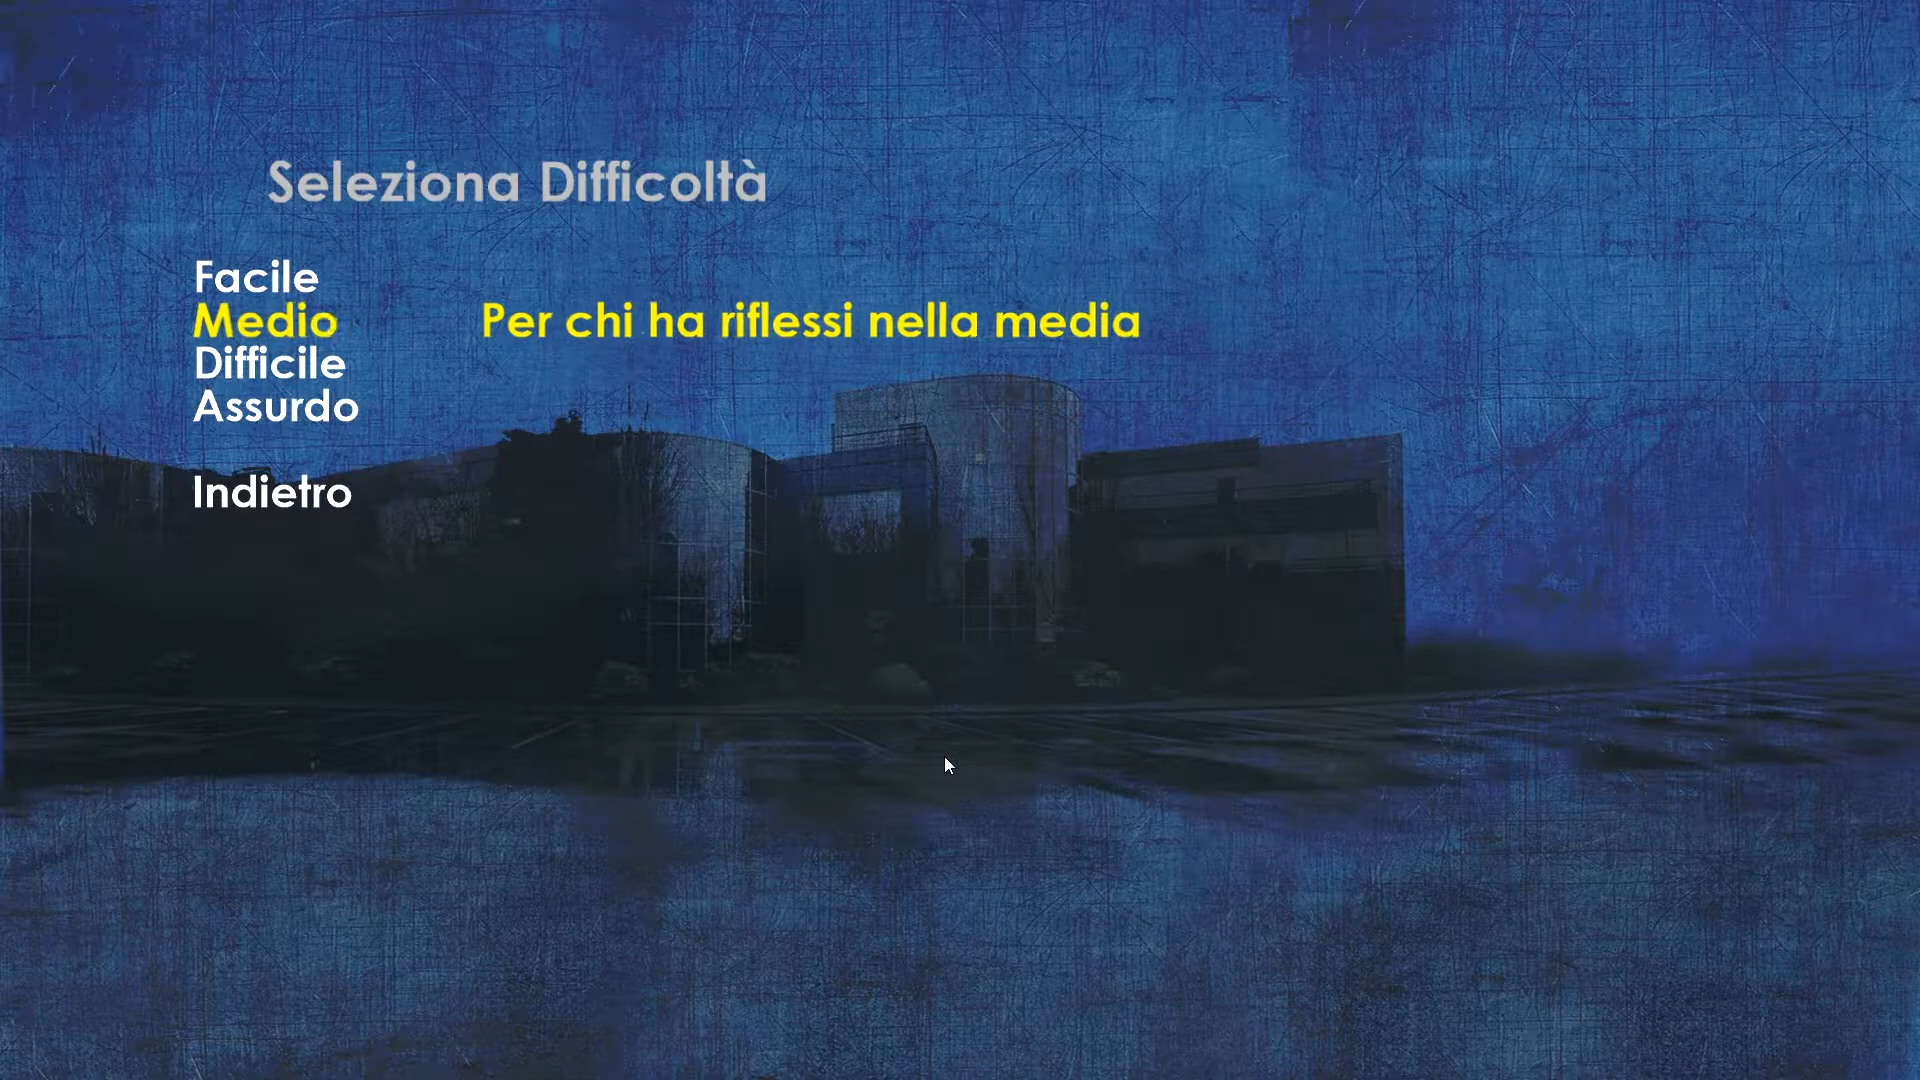 Seleziona Difficoltà
Facile
Medio Per chi ha riflessi nella media
Difficile
Assurdo
Indietro